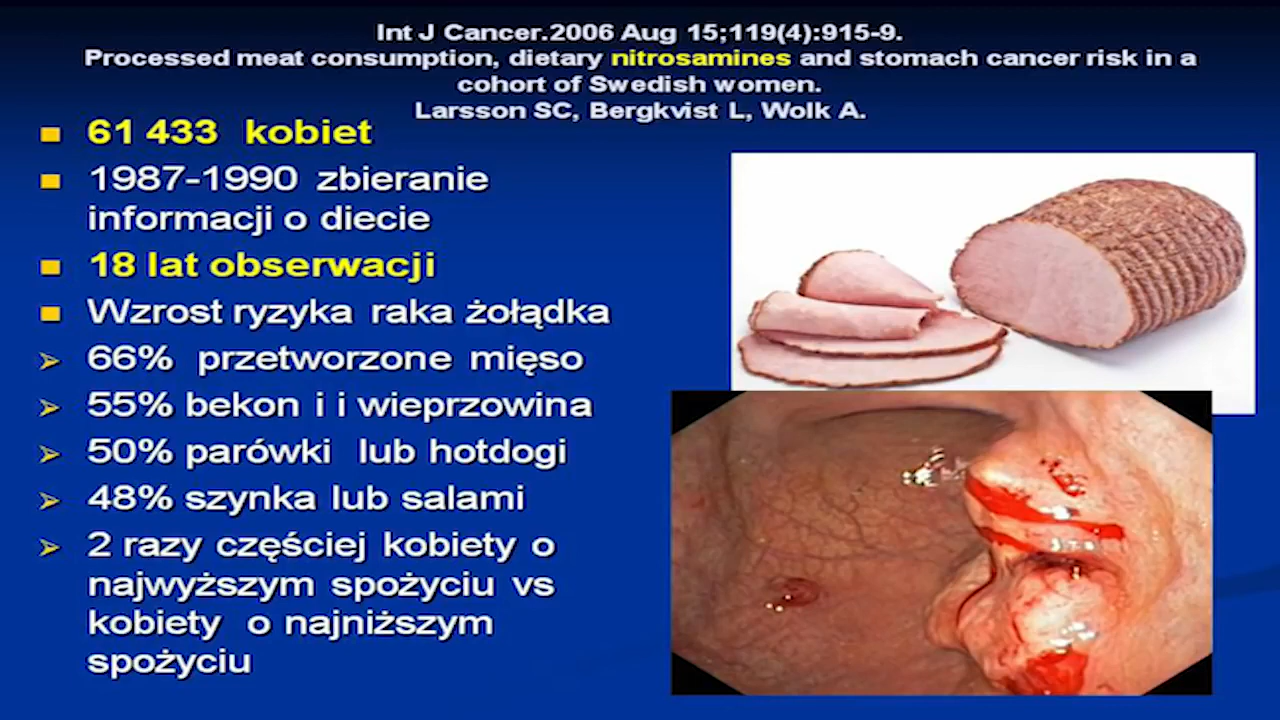 Int J Cancer.2006 Aug 15;119(4):915-9.
Processed meat consumption, dietary nitrosamines and stomach cancer risk in a
cohort of Swedish women.
Larsson SC, Bergkvist L, Wolk A.
61 433 kobiet
1987-1990 zbieranie
informacji o diecie
18 lat obserwacji
Wzrost ryzyka raka żołądka
66% przetworzone mięso
55% bekon i i wieprzowina
50% parówki lub hotdogi
48% szynka lub salami
2 razy częściej kobiety o
najwyższym spożyciu vs
kobiety o najniższym
spożyciu